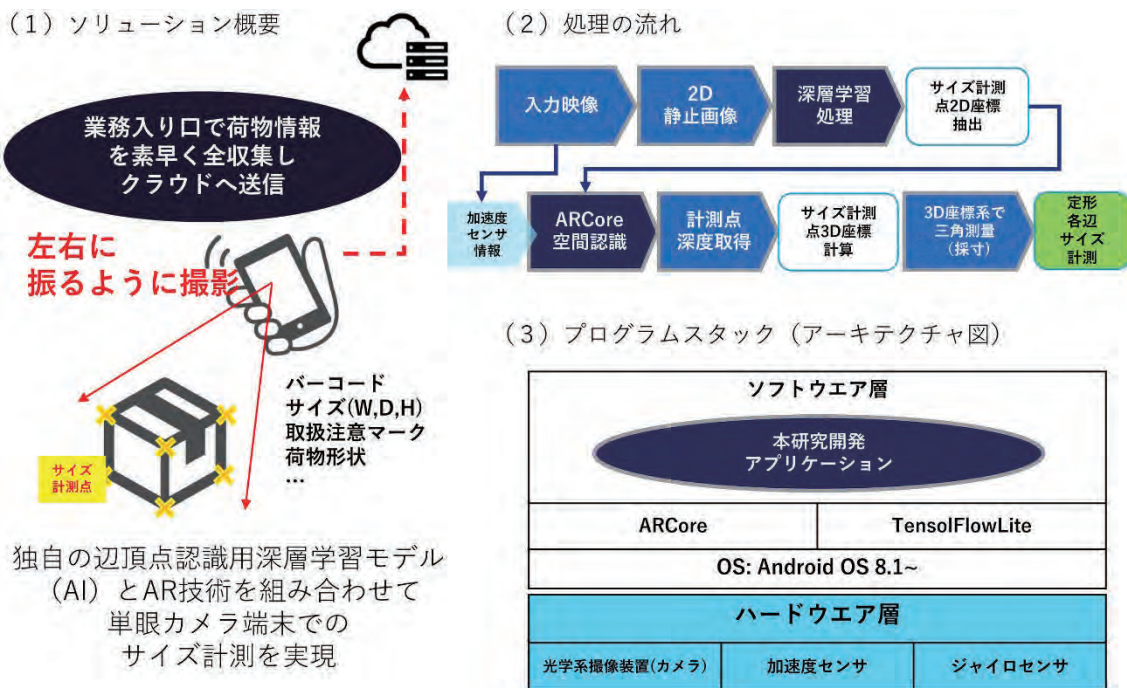 (1)ソリューション概要
業務入り口で荷物情報
を素早く全収集し
クラウドへ送信
左右に
振るように撮影
バーコード
サイズ(W,D,H)
取扱注意マーク
荷物形状
…
サイズ
計測点
独自の辺頂点認識用深層学習モデル
(AI)とAR技術を組み合わせて
単眼カメラ端末での
サイズ計測を実現
(2)処理の流れ
入力映像
2D
静止画像
深層学習
処理
サイズ計測
点2D座標
抽出
加速度
センサ
情報
ARCore
空間認識
計測点
深度取得
サイズ計測
点3D座標
計算
3D座標系で
三角測量
(採寸)
定形
各辺
サイズ
計測
(3)プログラムスタック(アーキテクチャ図)
ソフトウエア層
本研究開発
アプリケーション
ARCore
TensolFlowLite
OS: Android OS 8.1~
ハードウエア層
光学系撮像装置(カメラ)
加速度センサ
ジャイロセンサ